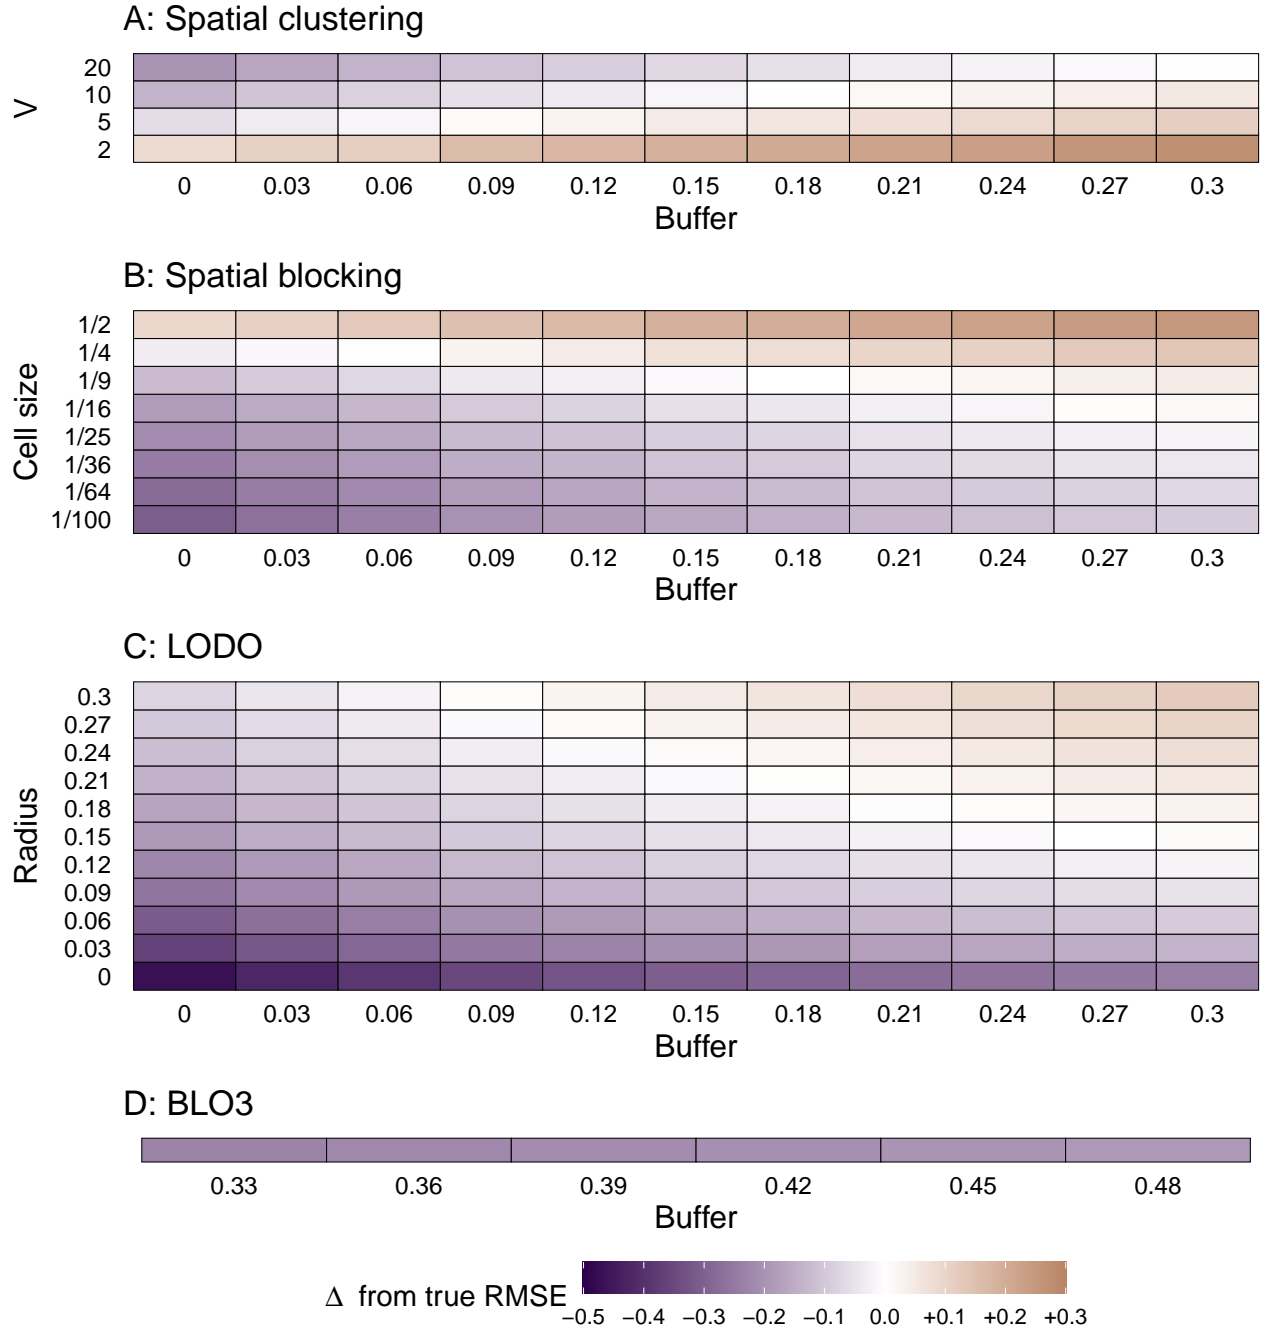 A: Spatial clustering
V
20
10
5
2
0 0.03 0.06 0.09 0.12 0.15 0.18 0.21 0.24 0.27 0.3
Buffer
B: Spatial blocking
Cell size
1/2
1/4
1/9
1/16
1/25
1/36
1/64
1/100
0 0.03 0.06 0.09 0.12 0.15 0.18 0.21 0.24 0.27 0.3
Buffer
C: LODO
Radius
0.3
0.27
0.24
0.21
0.18
0.15
0.12
0.09
0.06
0.03
0
0 0.03 0.06 0.09 0.12 0.15 0.18 0.21 0.24 0.27 0.3
Buffer
D: BLO3
0.33 0.36 0.39 0.42 0.45 0.48
Buffer
Δ from true RMSE
−0.5 −0.4 −0.3 −0.2 −0.1 0.0 +0.1 +0.2 +0.3